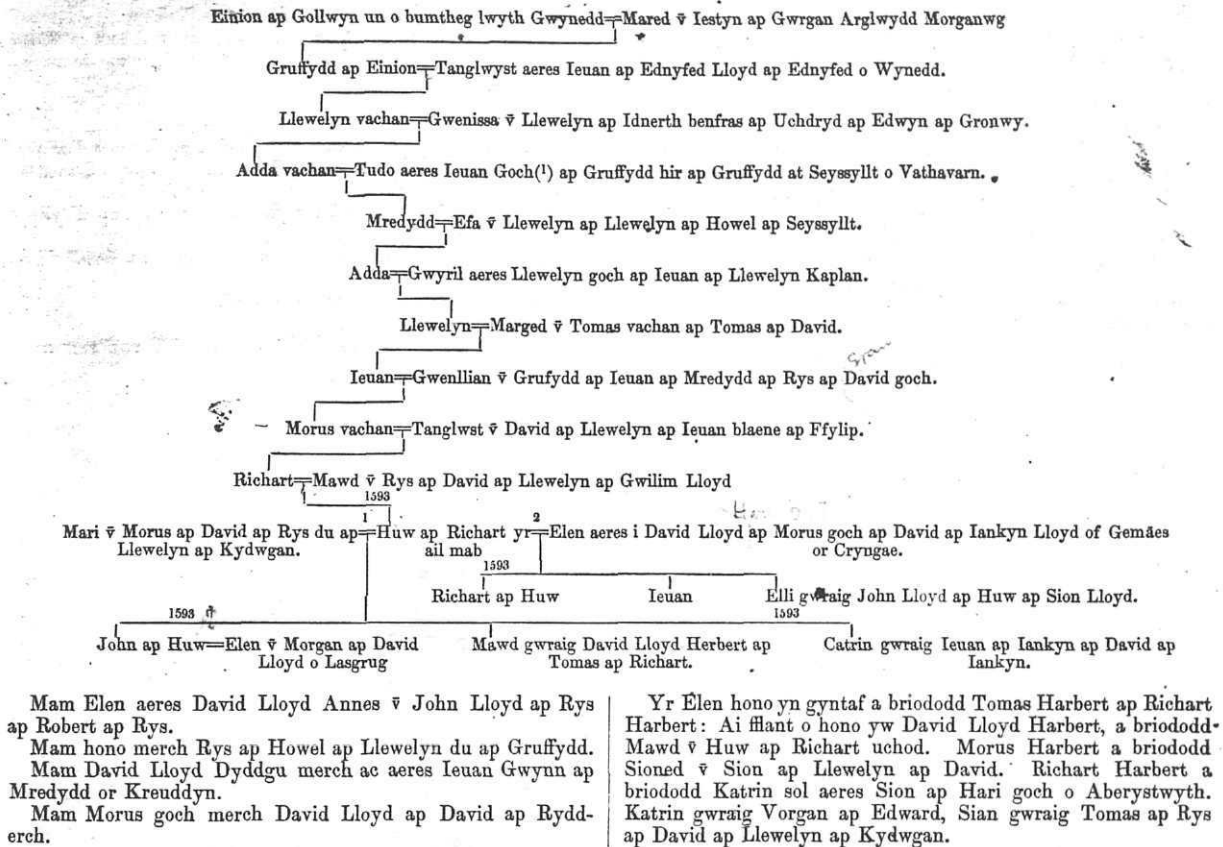 Einion ap Gollwyn un o bumtheg lwyth Gwynedd=Mared v̄ Iestyn ap Gwrgan Arglwydd Morganwg
Gruffydd ap Einion=Tanglwyst aeres Ieuan ap Ednyfed Lloyd ap Ednyfed o Wynedd.
Llewelyn vachan=Gwenissa v̄ Llewelyn ap Idnerth benfras ap Uchdryd ap Edwyn ap Gronwy.
Adda vachan=Tudo aeres Ieuan Goch(¹) ap Gruffydd hir ap Gruffydd at Seyssyllt o Vathavarn.
Mredydd=Efa v̄ Llewelyn ap Llewelyn ap Howel ap Seyssyllt.
Adda=Gwyril aeres Llewelyn goch ap Ieuan ap Llewelyn Kaplan.
Llewelyn=Marged v̄ Tomas vachan ap Tomas ap David.
Ieuan=Gwenllian v̄ Grufydd ap Ieuan ap Mredydd ap Rys ap David goch.
Morus vachan=Tanglwst v̄ David ap Llewelyn ap Ieuan blaene ap Ffylip.
Richart=Mawd v̄ Rys ap David ap Llewelyn ap Gwilim Lloyd
1593
1 2
Mari v̄ Morus ap David ap Rys du ap=Huw ap Richart yr=Elen aeres i David Lloyd ap Morus goch ap David ap Iankyn Lloyd of Gemäes
Llewelyn ap Kydwgan. ail mab or Cryngae.
1593
Richart ap Huw Ieuan Elli gwraig John Lloyd ap Huw ap Sion Lloyd.
1593 1593
John ap Huw=Elen v̄ Morgan ap David Mawd gwraig David Lloyd Herbert ap Catrin gwraig Ieuan ap Iankyn ap David ap
Lloyd o Lasgrug Tomas ap Richart. Iankyn.
Mam Elen aeres David Lloyd Annes v̄ John Lloyd ap Rys
ap Robert ap Rys.
Mam hono merch Rys ap Howel ap Llewelyn du ap Gruffydd.
Mam David Lloyd Dyddgu merch ac aeres Ieuan Gwynn ap
Mredydd or Kreuddyn.
Mam Morus goch merch David Lloyd ap David ap Rydd-
erch.
Yr Elen hono yn gyntaf a briododd Tomas Harbert ap Richart
Harbert: Ai fflant o hono yw David Lloyd Harbert, a briododd
Mawd v̄ Huw ap Richart uchod. Morus Harbert a briododd
Sioned v̄ Sion ap Llewelyn ap David. Richart Harbert a
briododd Katrin sol aeres Sion ap Hari goch o Aberystwyth.
Katrin gwraig Vorgan ap Edward, Sian gwraig Tomas ap Rys
ap David ap Llewelyn ap Kydwgan.